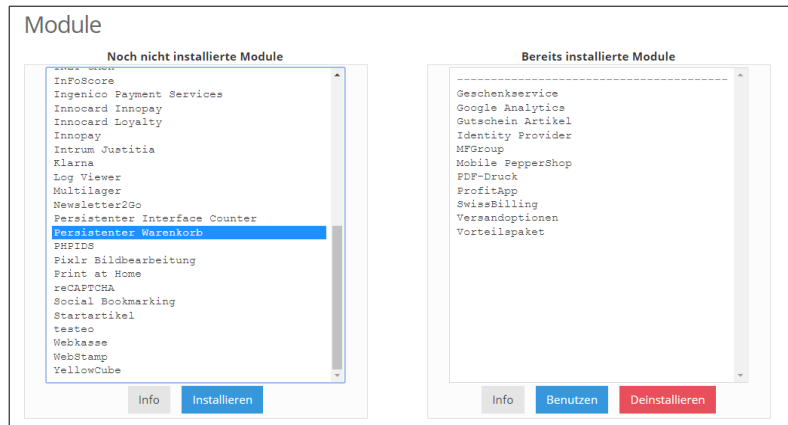 Module
Noch nicht installierte Module
InFoScore
Ingenico Payment Services
Innocard Innopay
Innocard Loyalty
Innopay
Intrum Justitia
Klarna
Log Viewer
Multilager
Newsletter2Go
Persistenter Interface Counter
Persistenter Warenkorb
PHPIDS
Pixlr Bildbearbeitung
Print at Home
reCAPTCHA
Social Bookmarking
Startartikel
testeo
Webkasse
WebStamp
YellowCube
Info
Installieren
Bereits installierte Module
----------------------------------------
Geschenkservice
Google Analytics
Gutschein Artikel
Identity Provider
MFGroup
Mobile PepperShop
PDF-Druck
ProfitApp
SwissBilling
Versandoptionen
Vorteilspaket
Info
Benutzen
Deinstallieren